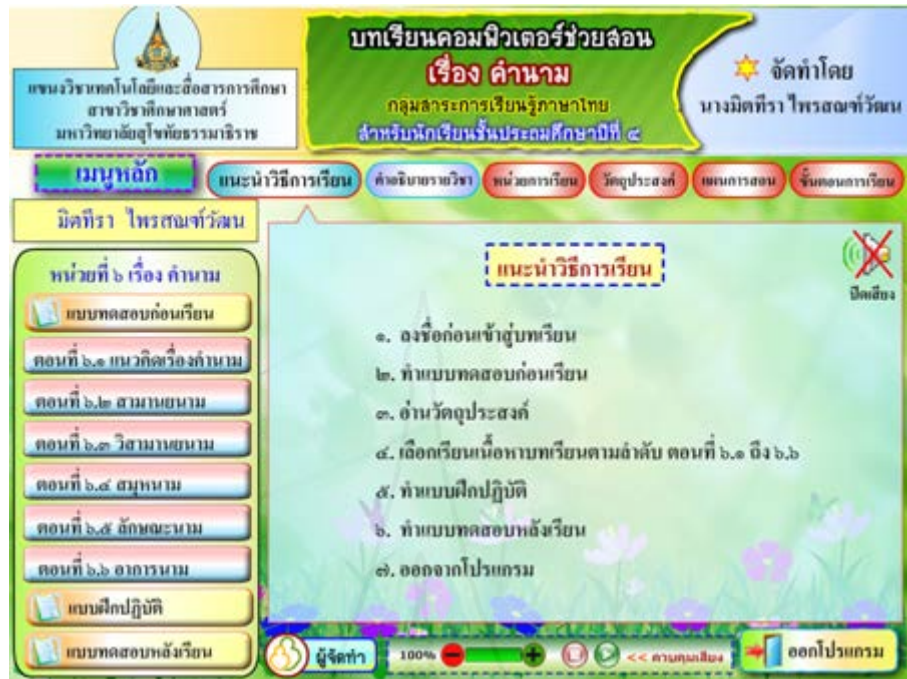 แขนงวิชาเทคโนโลยีและสื่อสารการศึกษา
สาขาวิชาศึกษาศาสตร์
มหาวิทยาลัยสุโขทัยธรรมาธิราช
บทเรียนคอมพิวเตอร์ช่วยสอน
เรื่อง คำนาม
กลุ่มสาระการเรียนรู้ภาษาไทย
สำหรับนักเรียนชั้นประถมศึกษาปีที่ ๔
จัดทำโดย
นางมิตทีรา ไพรสณฑ์วัฒน
เมนูหลัก
แนะนำวิธีการเรียน
คำอธิบายรายวิชา
หน่วยการเรียน
วัตถุประสงค์
แผนการสอน
ขั้นตอนการเรียน
มิตทีรา ไพรสณฑ์วัฒน
หน่วยที่ ๖ เรื่อง คำนาม
แบบทดสอบก่อนเรียน
ตอนที่ ๖.๑ แนวคิดเรื่องคำนาม
ตอนที่ ๖.๒ สามานยนาม
ตอนที่ ๖.๓ วิสามานยนาม
ตอนที่ ๖.๔ สมุหนาม
ตอนที่ ๖.๕ ลักษณะนาม
ตอนที่ ๖.๖ อาการนาม
แบบฝึกปฏิบัติ
แบบทดสอบหลังเรียน
แนะนำวิธีการเรียน
ปิดเสียง
๑. ลงชื่อก่อนเข้าสู่บทเรียน
๒. ทำแบบทดสอบก่อนเรียน
๓. อ่านวัตถุประสงค์
๔. เลือกเรียนเนื้อหาบทเรียนตามลำดับ ตอนที่ ๖.๑ ถึง ๖.๖
๕. ทำแบบฝึกปฏิบัติ
๖. ทำแบบทดสอบหลังเรียน
๗. ออกจากโปรแกรม
ผู้จัดทำ
100%
<< ควบคุมเสียง
ออกโปรแกรม